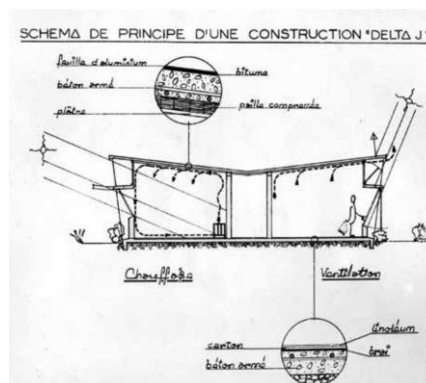 SCHEMA DE PRINCIPE D'UNE CONSTRUCTION "DELTA J"
feuille d'aluminium
bitume
béton armé
paille compressée
plâtre
Chauffage
Ventilation
linoléum
carton
brai
béton armé